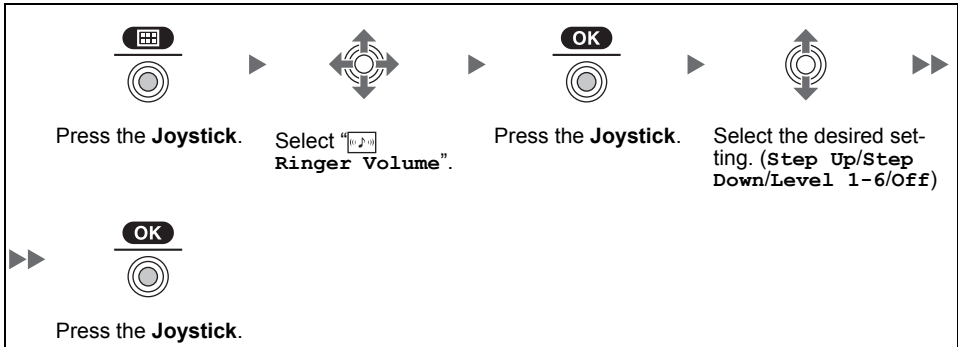 OK
Press the Joystick.
Select “
Ringer Volume”.
Press the Joystick.
Select the desired set-
ting. (Step Up/Step
Down/Level 1-6/Off)
OK
Press the Joystick.